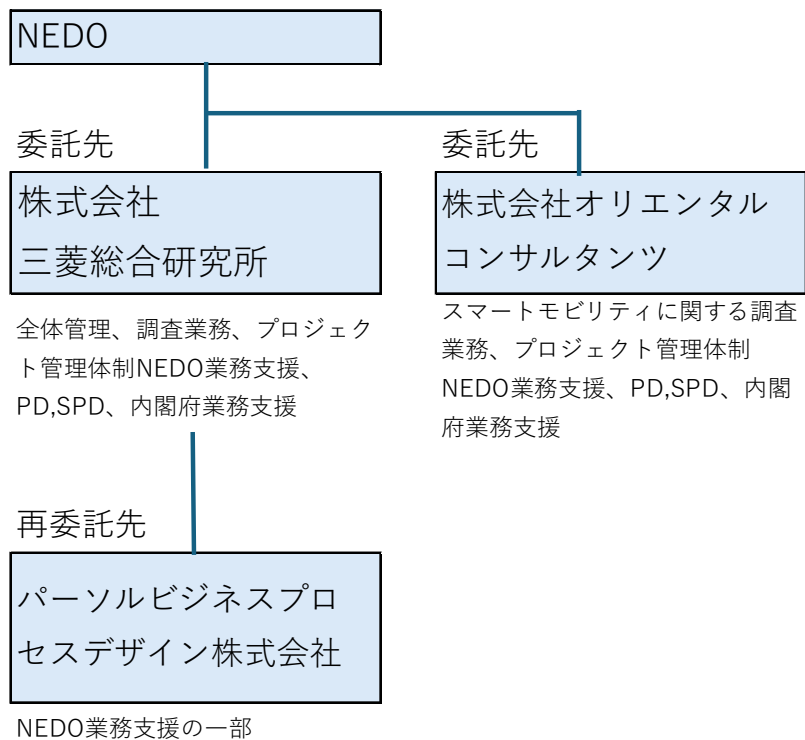 NEDO
委託先
株式会社
三菱総合研究所
全体管理、調査業務、プロジェク
ト管理体制NEDO業務支援、
PD,SPD、内閣府業務支援
委託先
株式会社オリエンタル
コンサルタンツ
スマートモビリティに関する調査
業務、プロジェクト管理体制
NEDO業務支援、PD,SPD、内閣
府業務支援
再委託先
パーソルビジネスプロ
セスデザイン株式会社
NEDO業務支援の一部